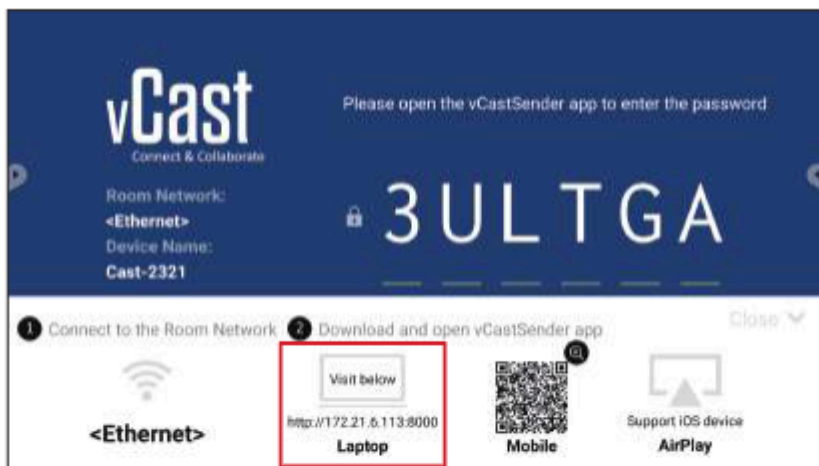 vCast
Connect & Collaborate
Please open the vCastSender app to enter the password
Room Network:
<Ethernet>
Device Name:
Cast-2321
3ULTGA
Close
1 Connect to the Room Network
2 Download and open vCastSender app
<Ethernet>
Visit below
http://172.21.6.113:8000
Laptop
Mobile
Support iOS device
AirPlay